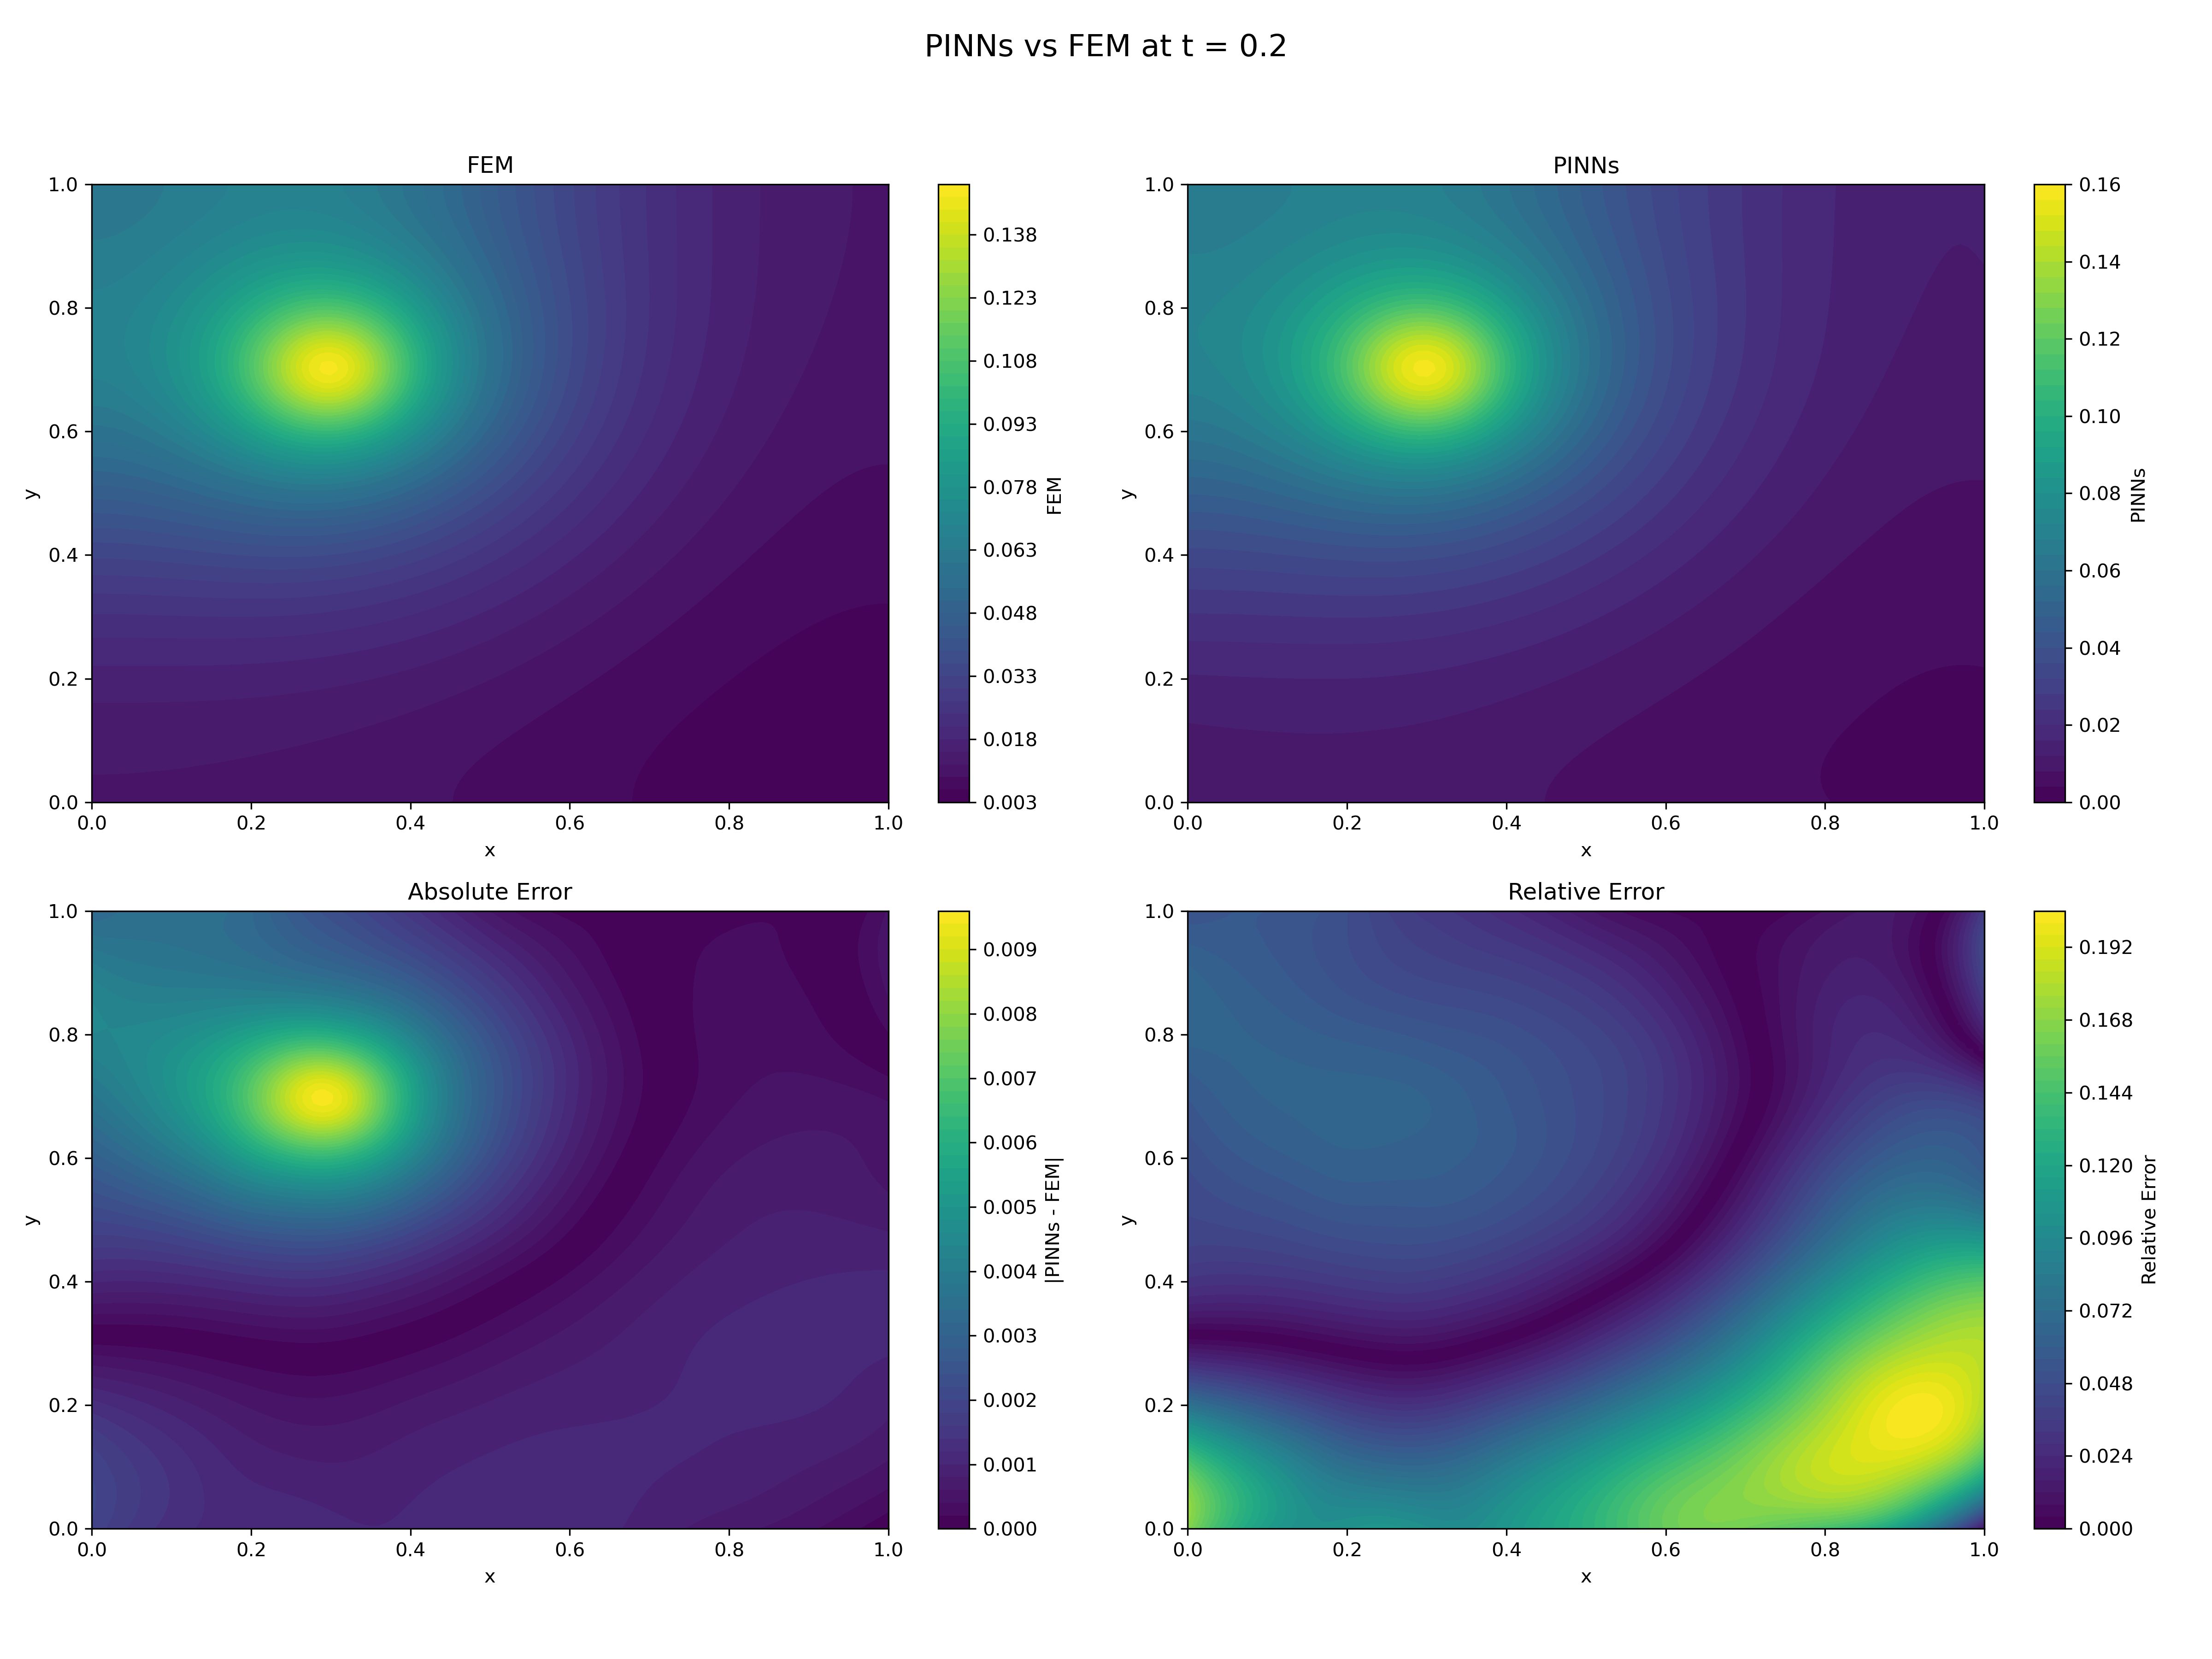 PINNs vs FEM at t = 0.2
FEM
1.0
0.8
0.6
0.4
0.2
0.0
y
0.0 0.2 0.4 0.6 0.8 1.0
x
0.138
0.123
0.108
0.093
0.078
0.063
0.048
0.033
0.018
0.003
FEM
PINNs
1.0
0.8
0.6
0.4
0.2
0.0
y
0.0 0.2 0.4 0.6 0.8 1.0
x
0.16
0.14
0.12
0.10
0.08
0.06
0.04
0.02
0.00
PINNs
Absolute Error
1.0
0.8
0.6
0.4
0.2
0.0
y
0.0 0.2 0.4 0.6 0.8 1.0
x
0.009
0.008
0.007
0.006
0.005
0.004
0.003
0.002
0.001
0.000
|PINNs - FEM|
Relative Error
1.0
0.8
0.6
0.4
0.2
0.0
y
0.0 0.2 0.4 0.6 0.8 1.0
x
0.192
0.168
0.144
0.120
0.096
0.072
0.048
0.024
0.000
Relative Error